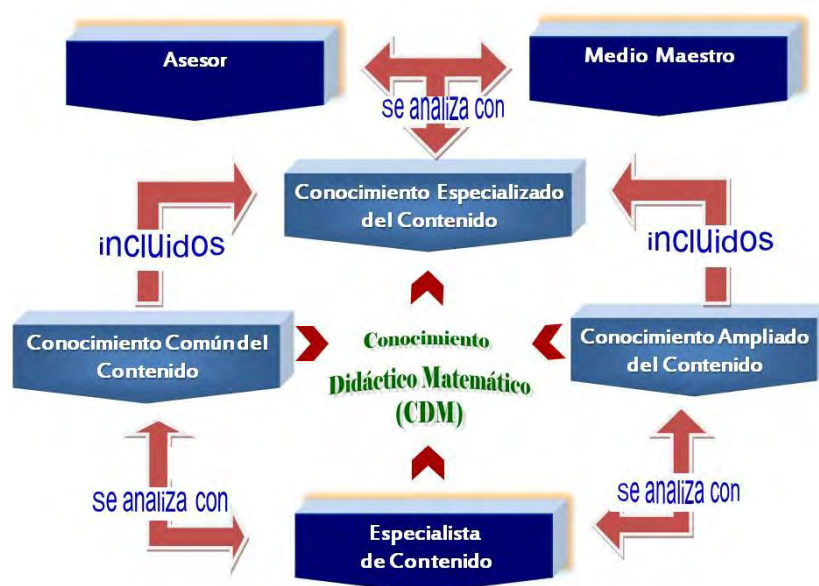 Asesor
Medio Maestro
se analiza con
Conocimiento Especializado
del Contenido
incluidos
incluidos
Conocimiento Común del
Contenido
Conocimiento
Didáctico Matemático
(CDM)
Conocimiento Ampliado
del Contenido
se analiza con
se analiza con
Especialista
de Contenido